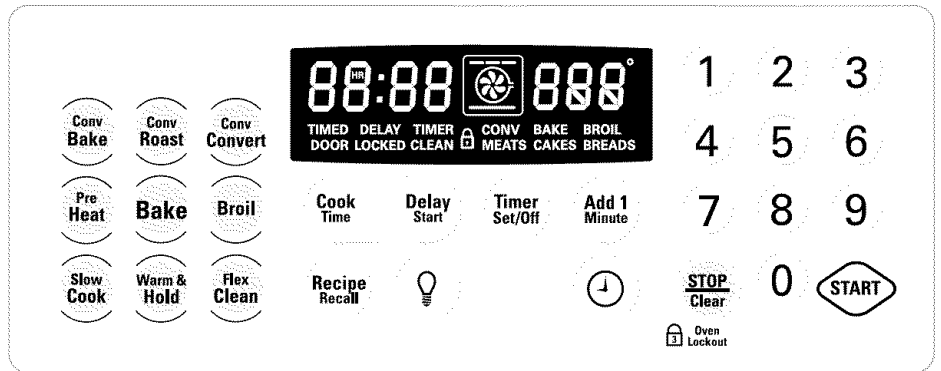 Conv
Bake
Conv
Roast
Conv
Convert
Pre
Heat
Bake
Broil
Slow
Cook
Warm &
Hold
Flex
Clean
88:88 888°
HR
TIMED DELAY TIMER CONV BAKE BROIL
DOOR LOCKED CLEAN MEATS CAKES BREADS
Cook
Time
Delay
Start
Timer
Set/Off
Add 1
Minute
Recipe
Recall
1 2 3
4 5 6
7 8 9
STOP
Clear
0
START
3
Oven
Lockout